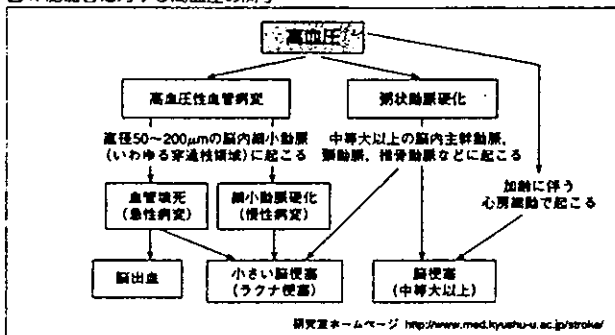 高血圧
高血圧性血管病変
粥状動脈硬化
直径50〜200μmの脳内細小動脈
(いわゆる穿通性領域)に起こる
中等大以上の脳内主幹動脈,
頸動脈, 椎骨動脈などに起こる
血管壊死
(急性病変)
細小動脈硬化
(慢性病変)
加齢に伴う
心房細動で起こる
脳出血
小さい脳梗塞
(ラクナ梗塞)
脳梗塞
(中等大以上)
研究室ホームページ http://www.med.kyushu-u.ac.jp/stroke/